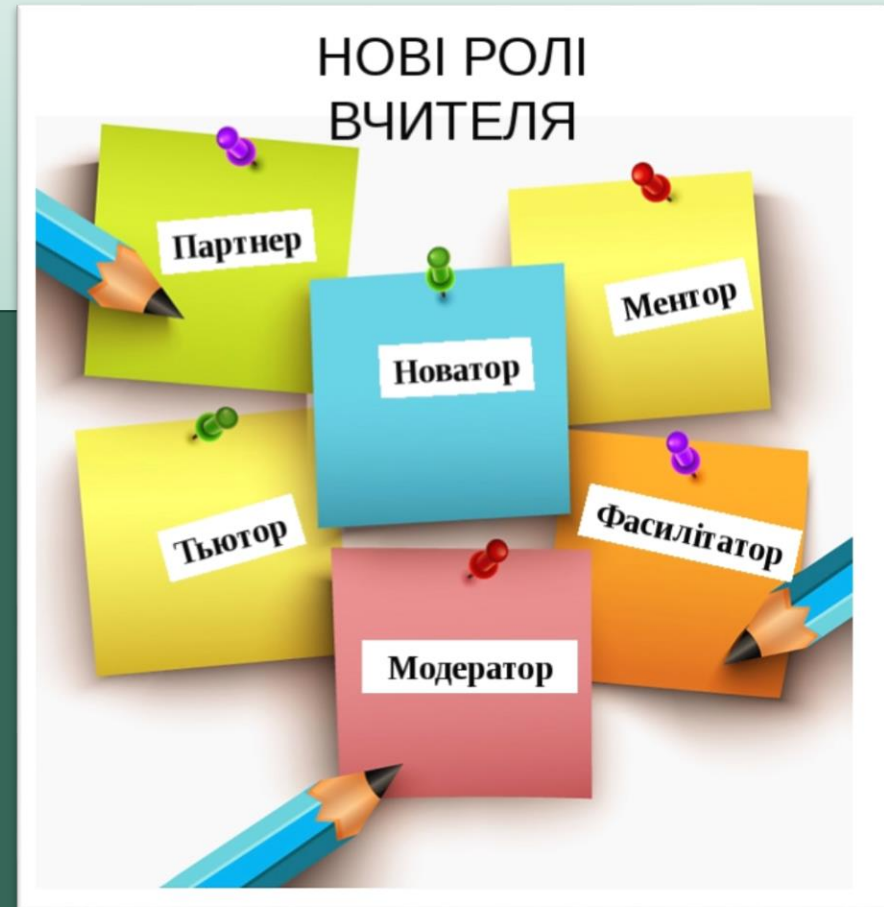 НОВІ РОЛІ
ВЧИТЕЛЯ
Партнер
Ментор
Новатор
Тьютор
Фасилітатор
Модератор